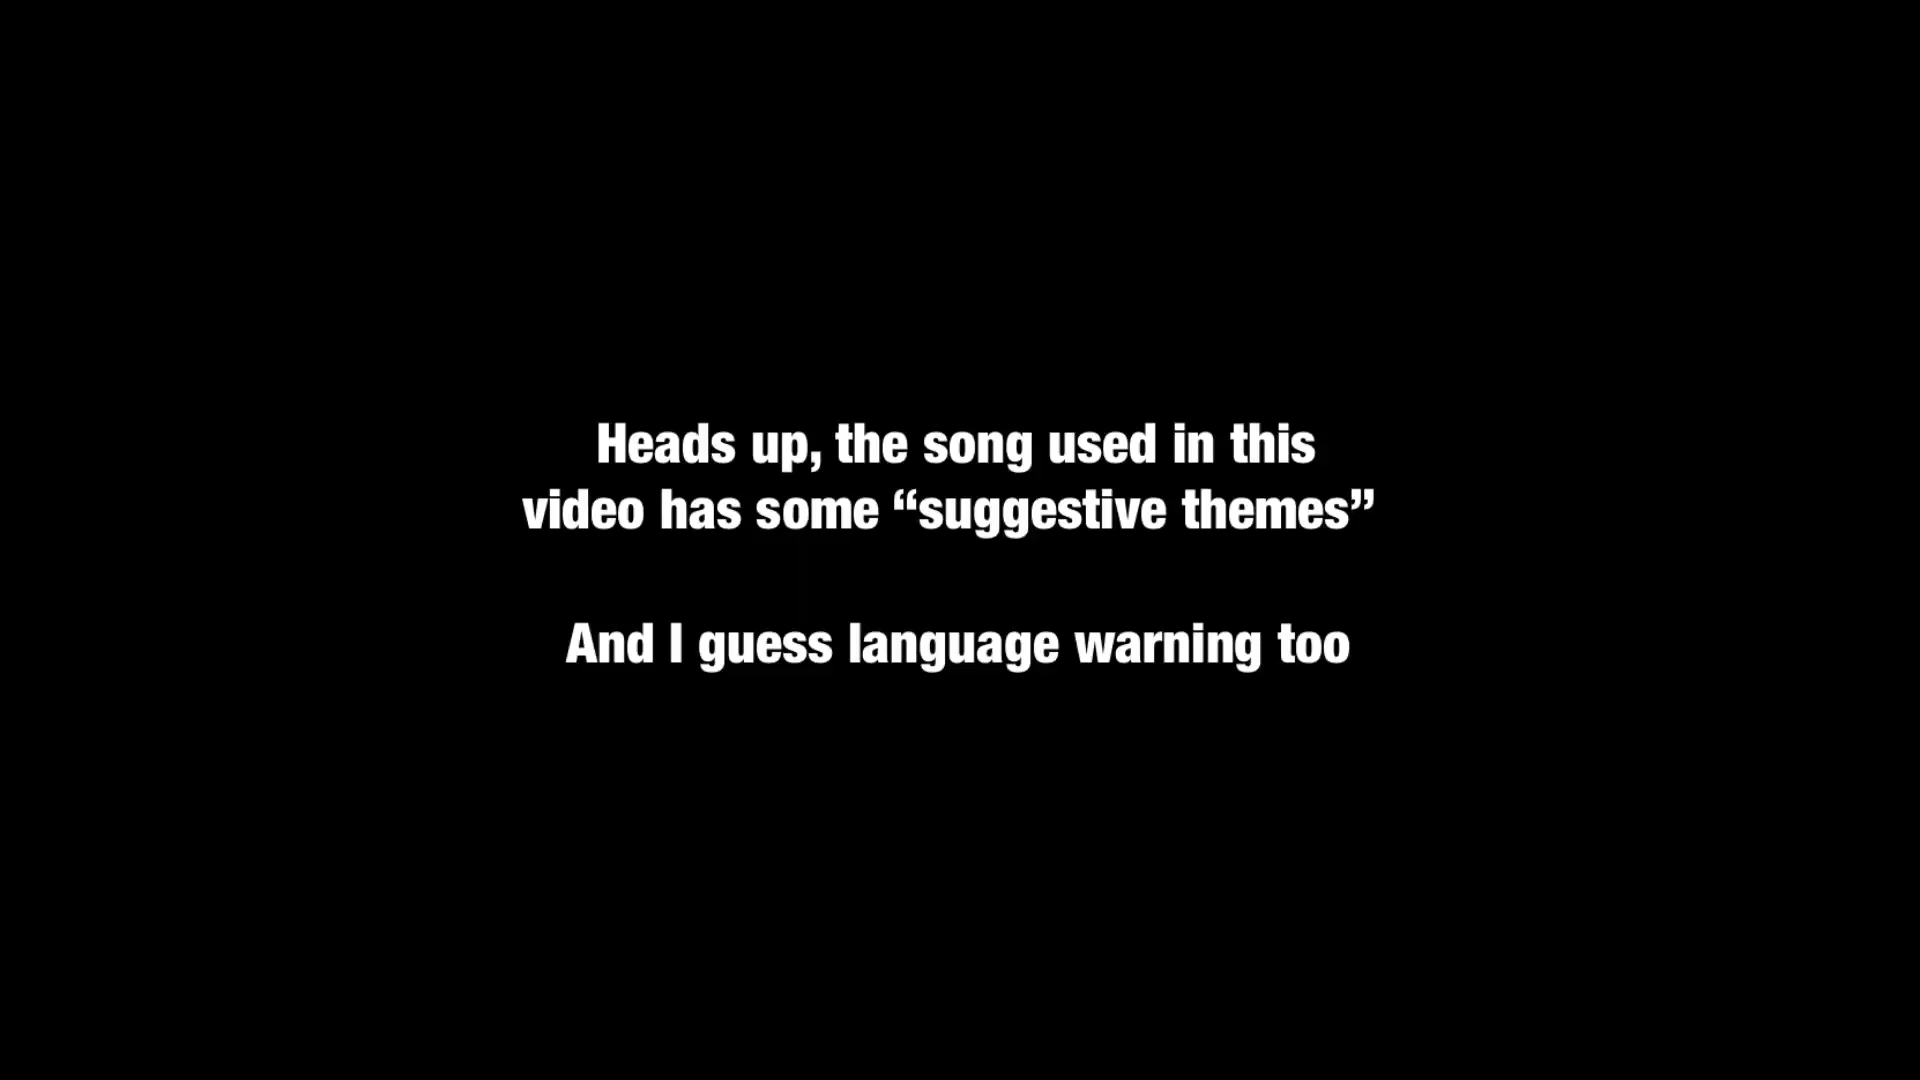 Heads up, the song used in this
video has some “suggestive themes”
And I guess language warning too